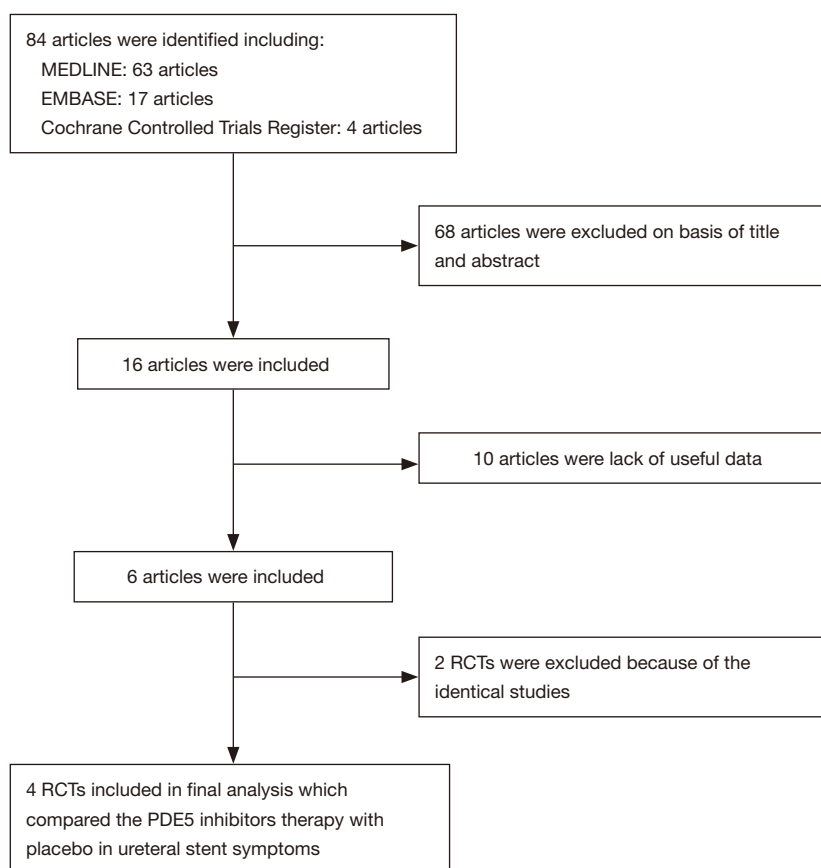 84 articles were identified including:
MEDLINE: 63 articles
EMBASE: 17 articles
Cochrane Controlled Trials Register: 4 articles
68 articles were excluded on basis of title
and abstract
16 articles were included
10 articles were lack of useful data
6 articles were included
2 RCTs were excluded because of the
identical studies
4 RCTs included in final analysis which
compared the PDE5 inhibitors therapy with
placebo in ureteral stent symptoms